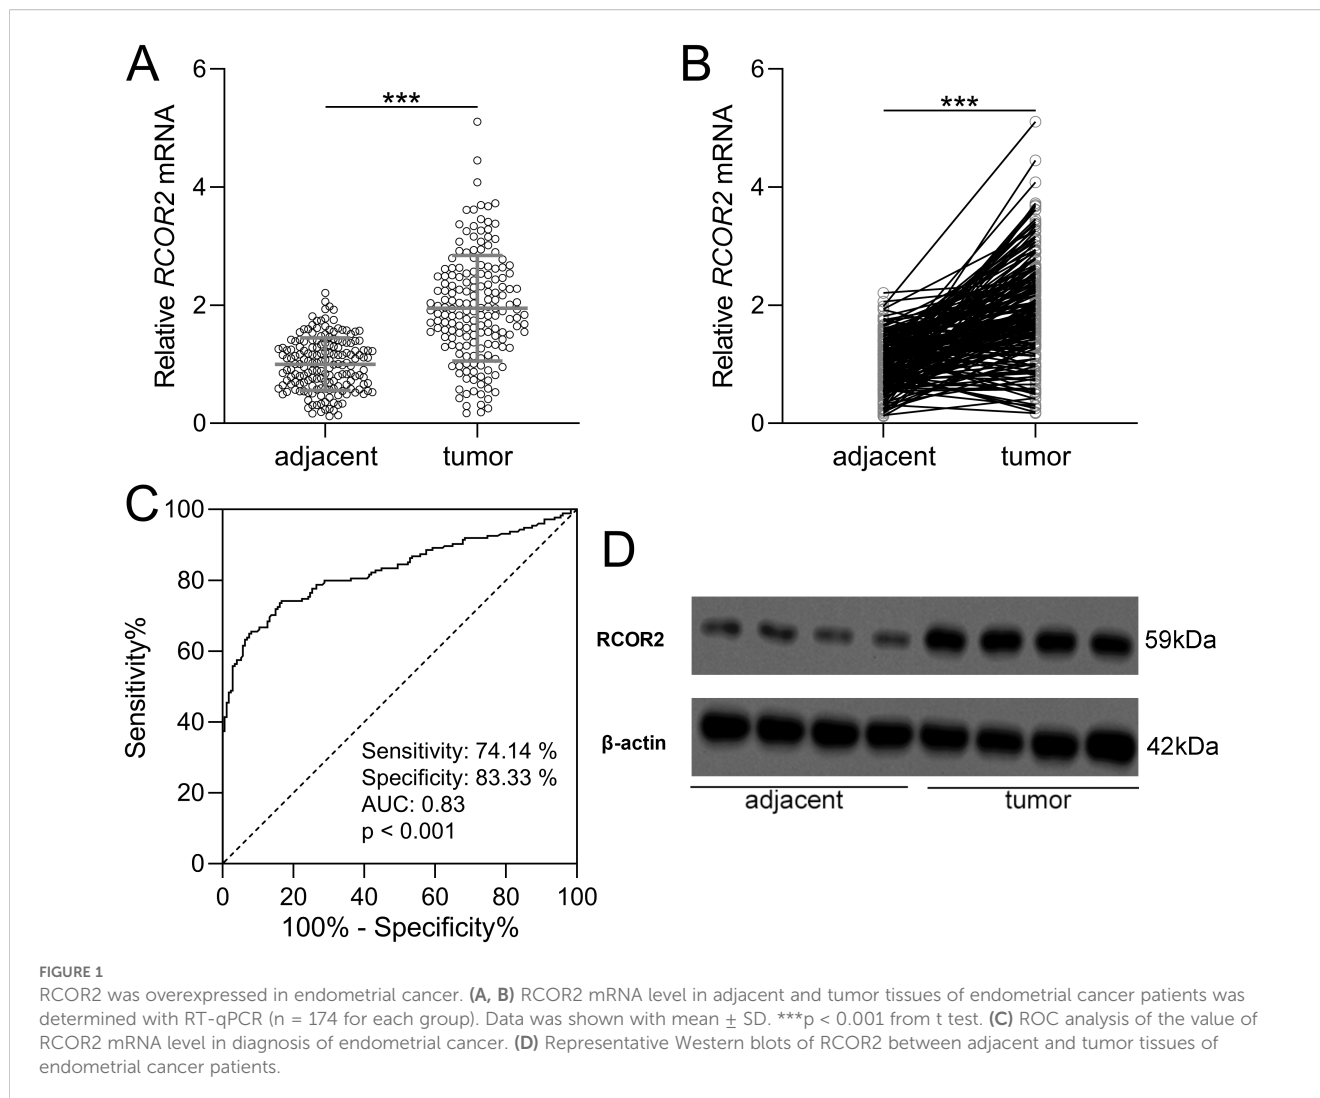 A
6
4
2
0
Relative RCOR2 mRNA
***
adjacent
tumor
B
6
4
2
0
Relative RCOR2 mRNA
***
adjacent
tumor
C
100
80
60
40
20
0
Sensitivity%
Sensitivity: 74.14 %
Specificity: 83.33 %
AUC: 0.83
p < 0.001
0 20 40 60 80 100
100% - Specificity%
D
RCOR2
59kDa
β-actin
42kDa
adjacent
tumor
FIGURE 1
RCOR2 was overexpressed in endometrial cancer. (A, B) RCOR2 mRNA level in adjacent and tumor tissues of endometrial cancer patients was
determined with RT-qPCR (n = 174 for each group). Data was shown with mean ± SD. ***p < 0.001 from t test. (C) ROC analysis of the value of
RCOR2 mRNA level in diagnosis of endometrial cancer. (D) Representative Western blots of RCOR2 between adjacent and tumor tissues of
endometrial cancer patients.